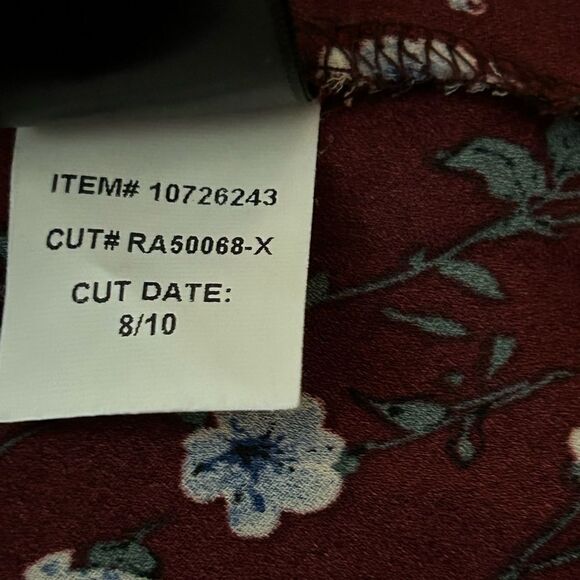 ITEM# 10726243
CUT# RA50068-X
CUT DATE:
8/10